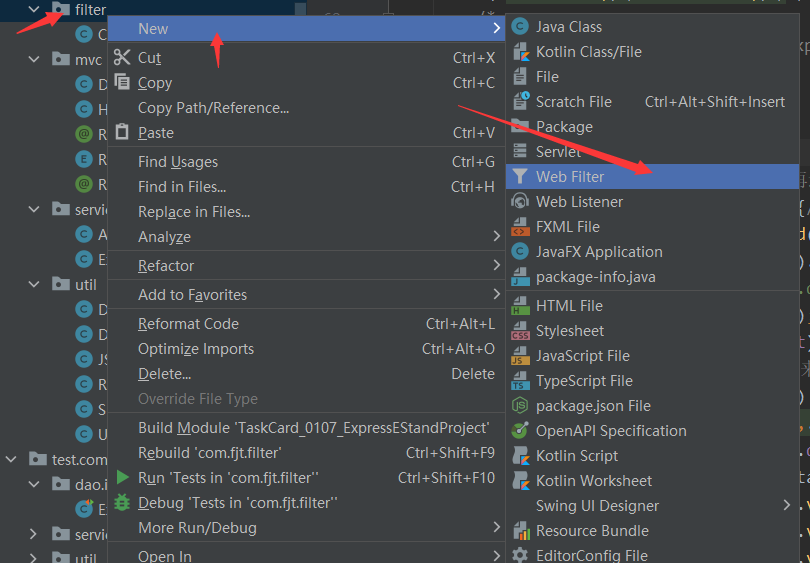 filter
C
mvc
D
H
R
R
R
servic
A
E
util
D
D
JS
R
S
U
test.com
dao.i
E
servi
util
New
Cut Ctrl+X
Copy Ctrl+C
Copy Path/Reference...
Paste Ctrl+V
Find Usages Ctrl+G
Find in Files... Ctrl+H
Replace in Files...
Analyze
Refactor
Add to Favorites
Reformat Code Ctrl+Alt+L
Optimize Imports Ctrl+Alt+O
Delete... Delete
Override File Type
Build Module 'TaskCard_0107_ExpressEStandProject'
Rebuild 'com.fjt.filter' Ctrl+Shift+F9
Run 'Tests in 'com.fjt.filter'' Ctrl+Shift+F10
Debug 'Tests in 'com.fjt.filter''
More Run/Debug
Open In
Java Class
Kotlin Class/File
File
Scratch File Ctrl+Alt+Shift+Insert
Package
Servlet
Web Filter
Web Listener
FXML File
JavaFX Application
package-info.java
HTML File
Stylesheet
JavaScript File
TypeScript File
package.json File
OpenAPI Specification
Kotlin Script
Kotlin Worksheet
Swing UI Designer
Resource Bundle
EditorConfig File